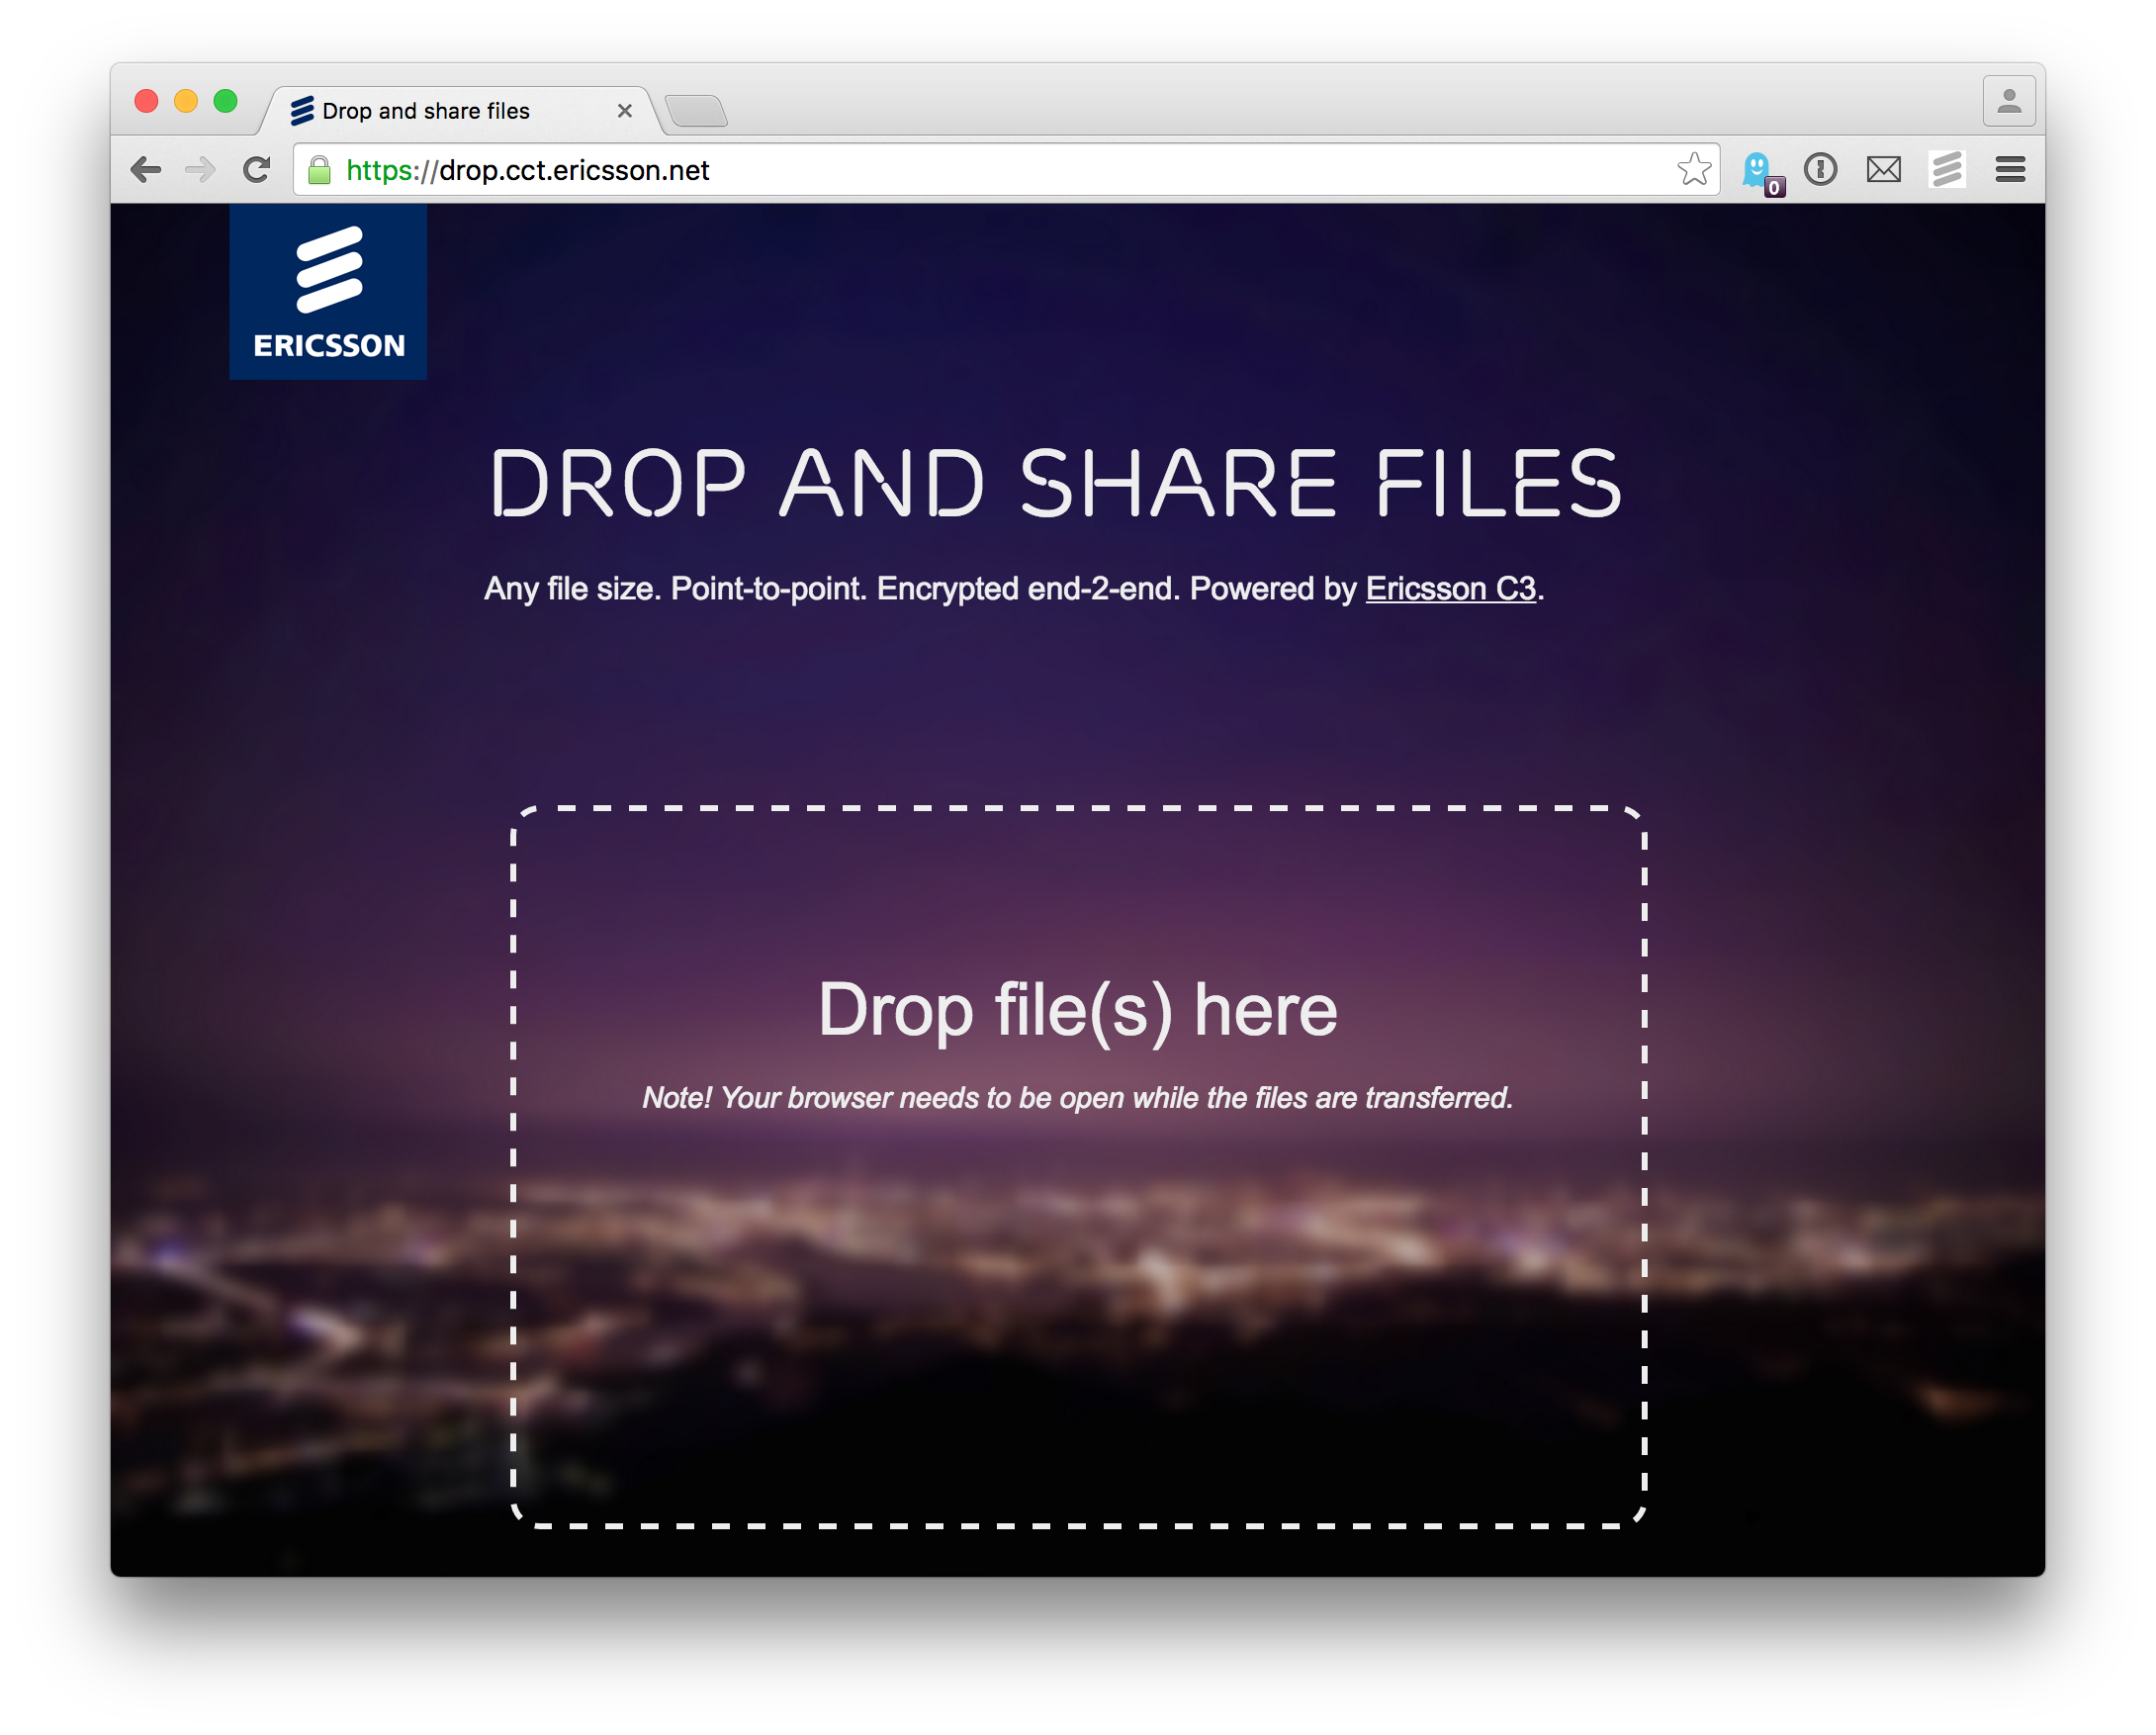 Drop and share files
https://drop.cct.ericsson.net
0
ERICSSON
DROP AND SHARE FILES
Any file size. Point-to-point. Encrypted end-2-end. Powered by Ericsson C3.
Drop file(s) here
Note! Your browser needs to be open while the files are transferred.